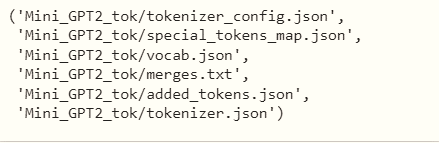 ('Mini_GPT2_tok/tokenizer_config.json',
 'Mini_GPT2_tok/special_tokens_map.json',
 'Mini_GPT2_tok/vocab.json',
 'Mini_GPT2_tok/merges.txt',
 'Mini_GPT2_tok/added_tokens.json',
 'Mini_GPT2_tok/tokenizer.json')